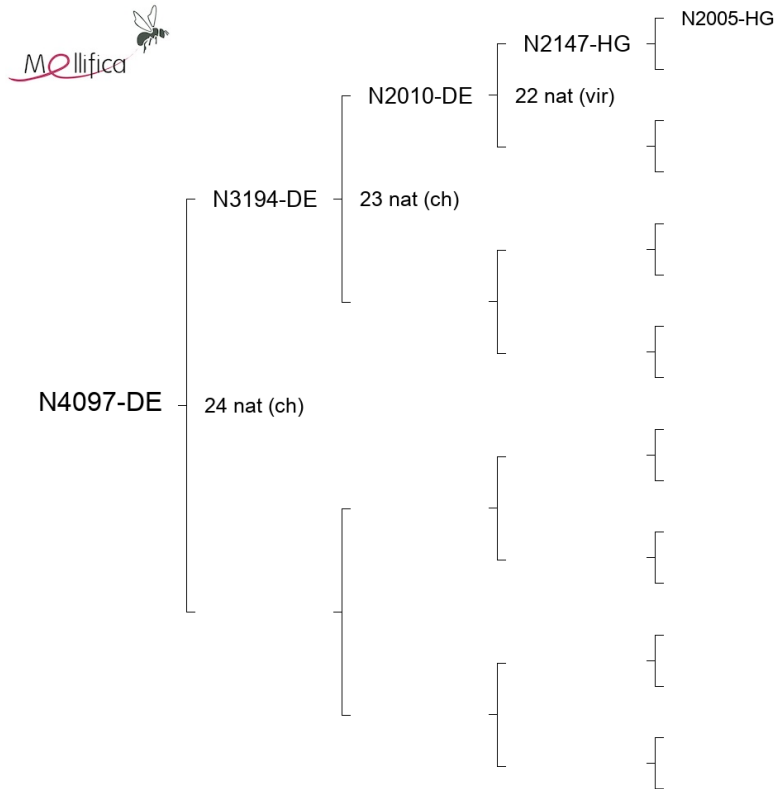 Mellifica
N2005-HG
N2147-HG
N2010-DE
22 nat (vir)
N3194-DE
23 nat (ch)
N4097-DE
24 nat (ch)